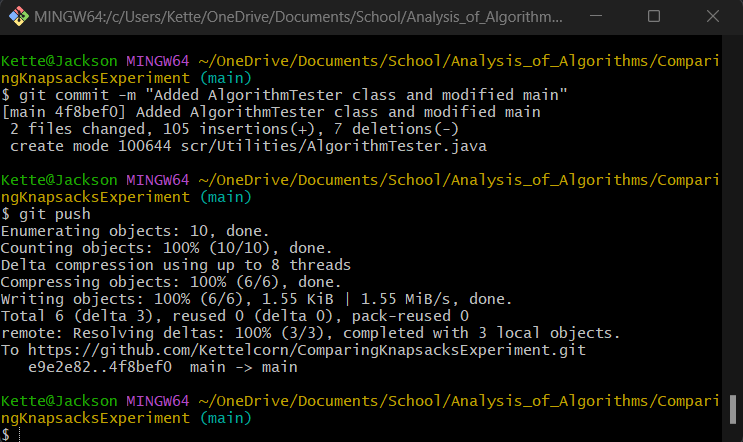 MINGW64:/c/Users/Kette/OneDrive/Documents/School/Analysis_of_Algorithm...
Kette@Jackson MINGW64 ~/OneDrive/Documents/School/Analysis_of_Algorithms/Compari
ngKnapsacksExperiment (main)
$ git commit -m "Added AlgorithmTester class and modified main"
[main 4f8bef0] Added AlgorithmTester class and modified main
 2 files changed, 105 insertions(+), 7 deletions(-)
 create mode 100644 scr/Utilities/AlgorithmTester.java
Kette@Jackson MINGW64 ~/OneDrive/Documents/School/Analysis_of_Algorithms/Compari
ngKnapsacksExperiment (main)
$ git push
Enumerating objects: 10, done.
Counting objects: 100% (10/10), done.
Delta compression using up to 8 threads
Compressing objects: 100% (6/6), done.
Writing objects: 100% (6/6), 1.55 KiB | 1.55 MiB/s, done.
Total 6 (delta 3), reused 0 (delta 0), pack-reused 0
remote: Resolving deltas: 100% (3/3), completed with 3 local objects.
To https://github.com/Kettelcorn/ComparingKnapsacksExperiment.git
   e9e2e82..4f8bef0  main -> main
Kette@Jackson MINGW64 ~/OneDrive/Documents/School/Analysis_of_Algorithms/Compari
ngKnapsacksExperiment (main)
$